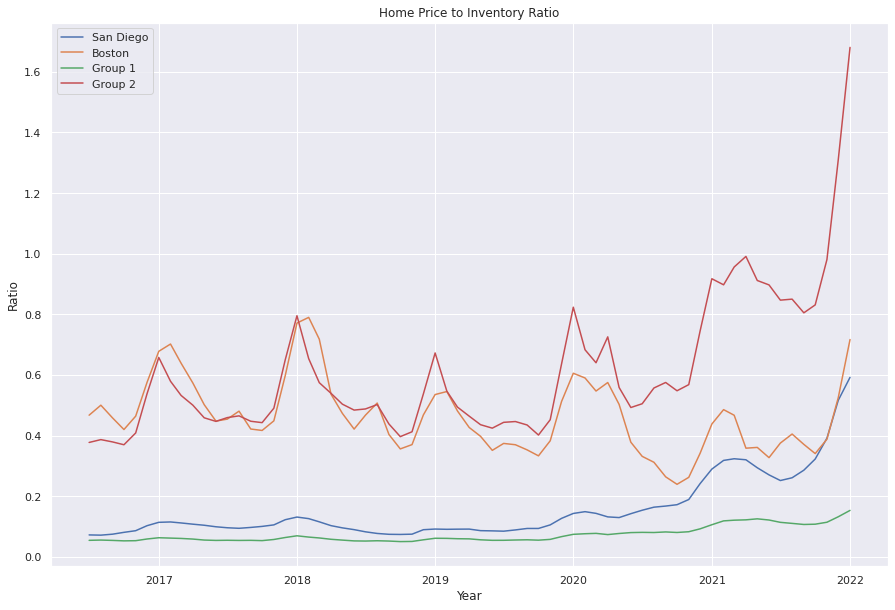 Home Price to Inventory Ratio
San Diego
Boston
Group 1
Group 2
1.6
1.4
1.2
1.0
0.8
0.6
0.4
0.2
0.0
Ratio
2017 2018 2019 2020 2021 2022
Year